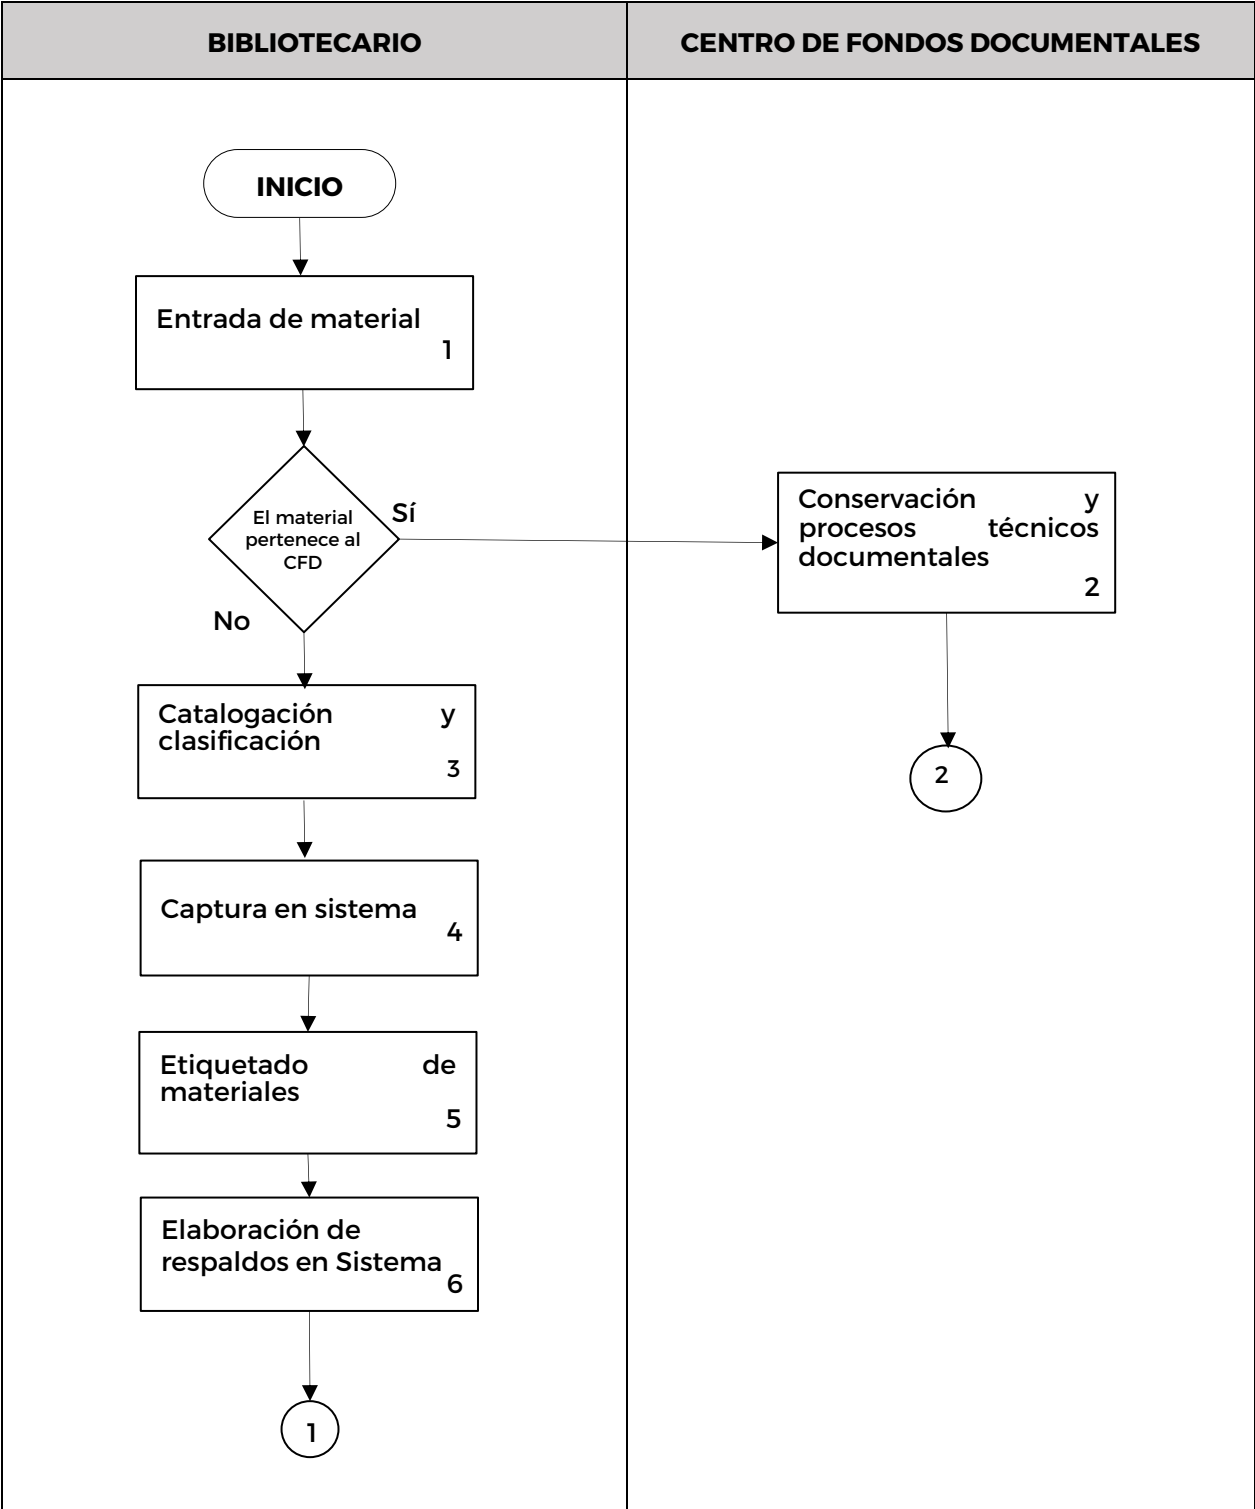 BIBLIOTECARIO
CENTRO DE FONDOS DOCUMENTALES
INICIO
Entrada de material
1
El material
pertenece al
CFD
Sí
No
Conservación y
procesos técnicos
documentales
2
2
Catalogación y
clasificación
3
Captura en sistema
4
Etiquetado de
materiales
5
Elaboración de
respaldos en Sistema
6
1